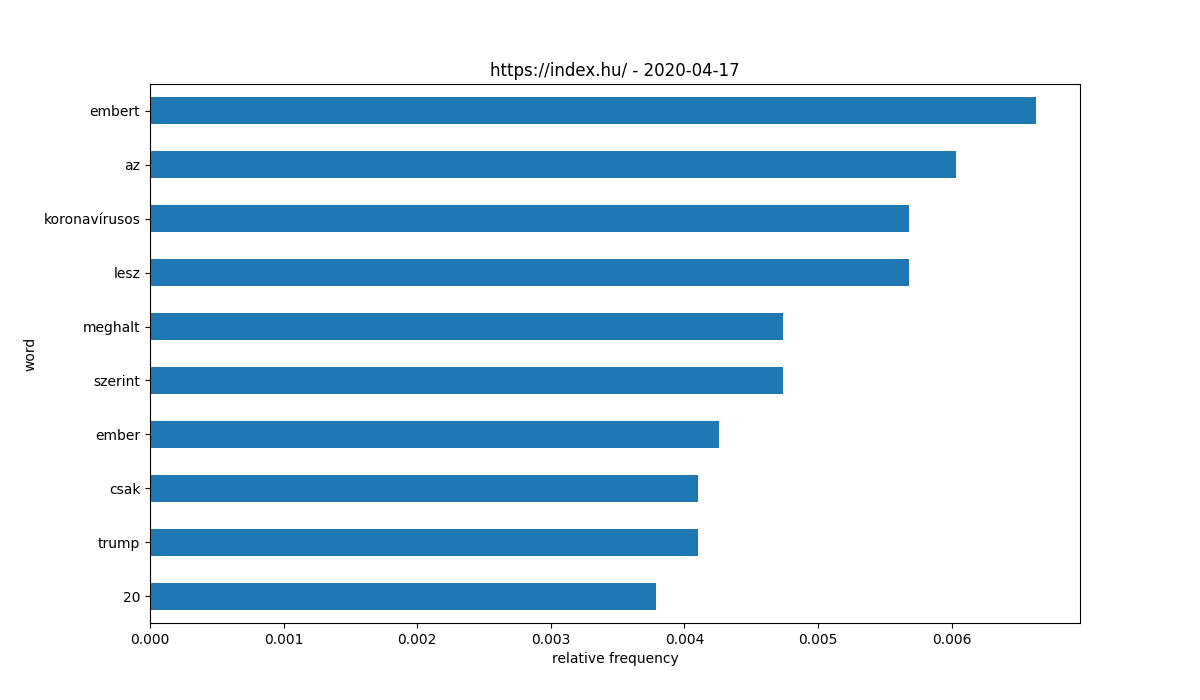 https://index.hu/ - 2020-04-17
embert
az
koronavírusos
lesz
meghalt
szerint
ember
csak
trump
20
word
0.000 0.001 0.002 0.003 0.004 0.005 0.006
relative frequency